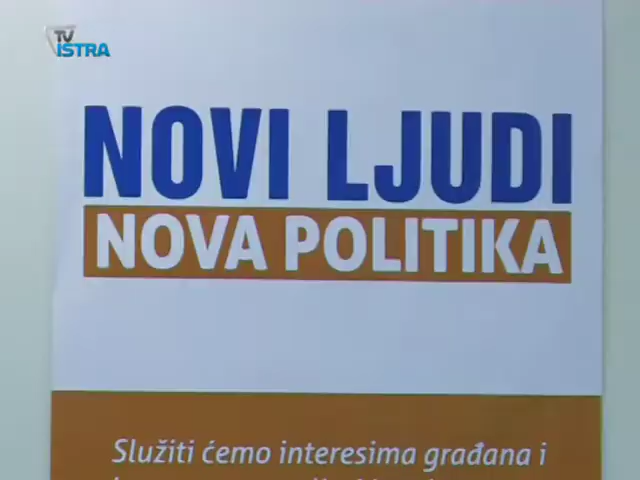 TV
ISTRA
NOVI LJUDI
NOVA POLITIKA
Služiti ćemo interesima građana i